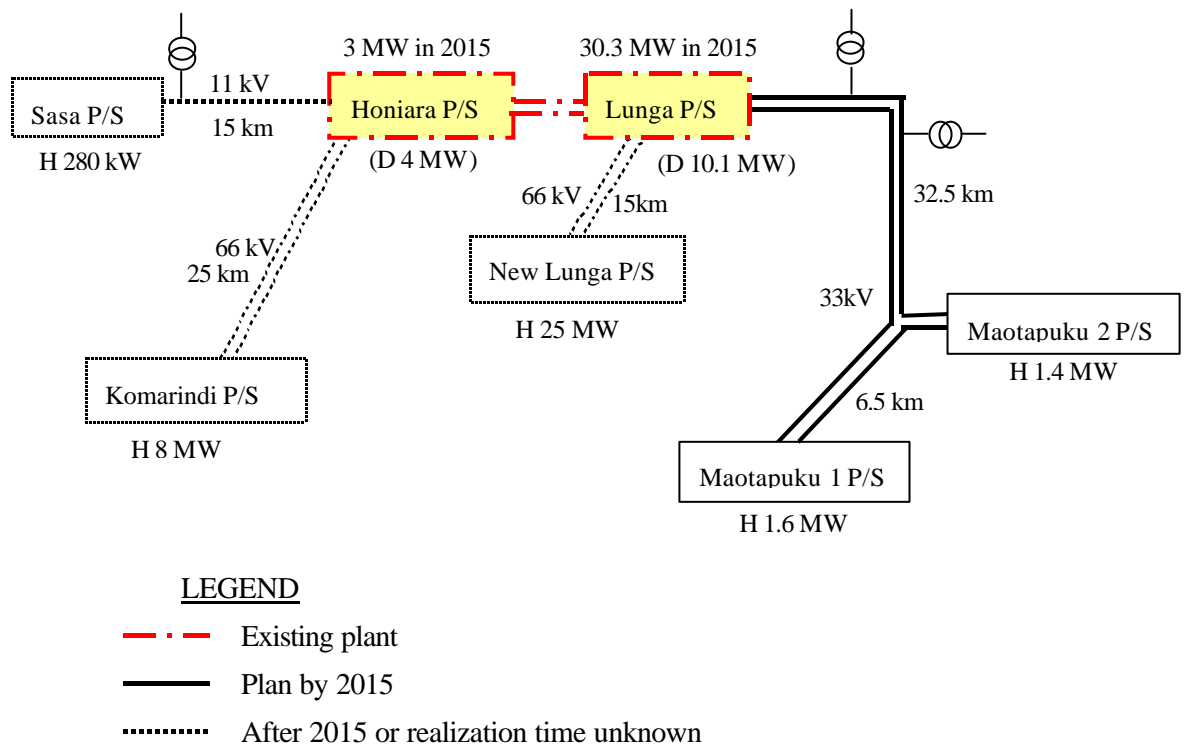 3 MW in 2015
30.3 MW in 2015
11 kV
Sasa P/S
15 km
Honiara P/S
Lunga P/S
H 280 kW
(D 4 MW)
(D 10.1 MW)
66 kV
15km
32.5 km
66 kV
25 km
New Lunga P/S
H 25 MW
33kV
Maotapuku 2 P/S
H 1.4 MW
Komarindi P/S
H 8 MW
6.5 km
Maotapuku 1 P/S
H 1.6 MW
LEGEND
Existing plant
Plan by 2015
After 2015 or realization time unknown